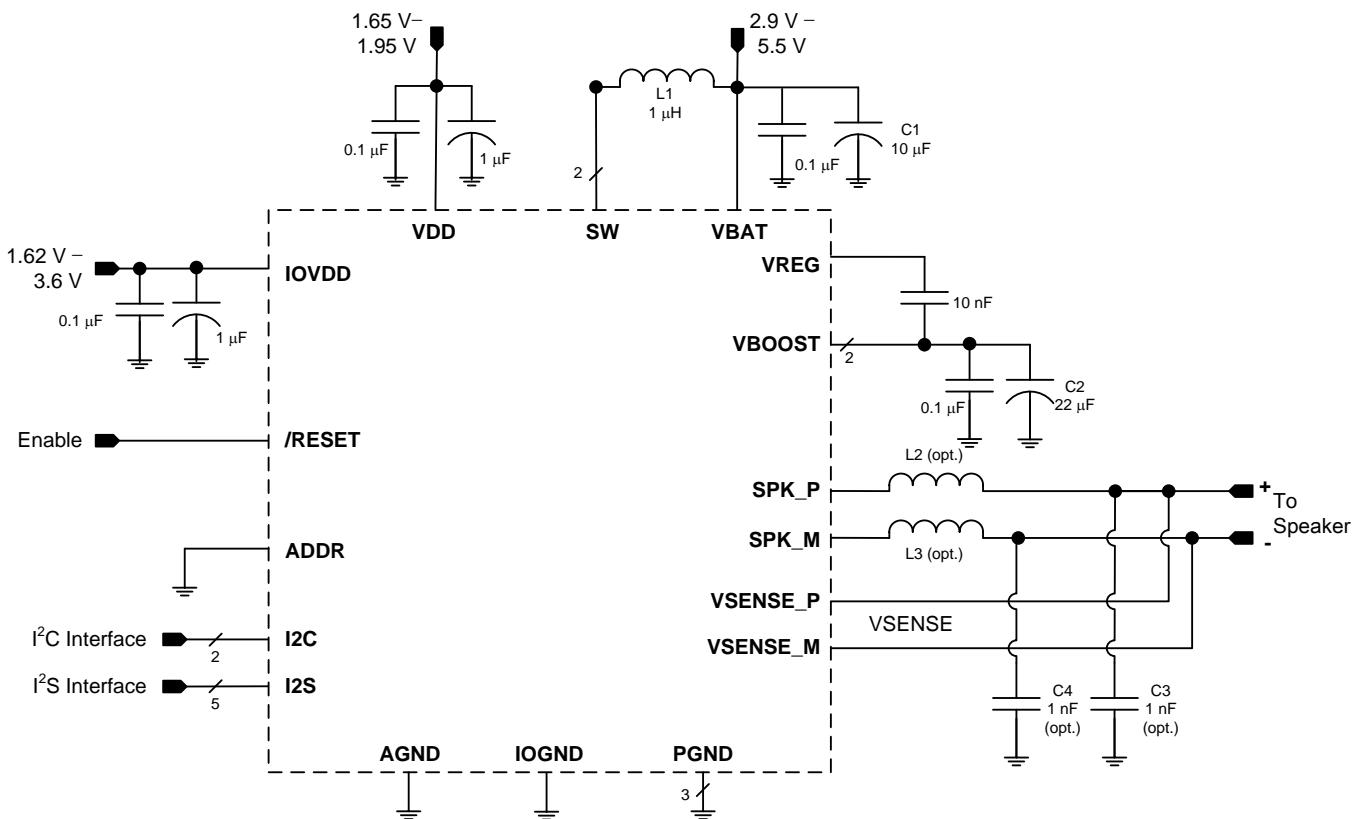 1.65 V–
1.95 V
2.9 V –
5.5 V
L1
1 μH
0.1 μF
1 μF
2
0.1 μF
C1
10 μF
VDD
SW
VBAT
1.62 V –
3.6 V
IOVDD
0.1 μF
1 μF
VREG
10 nF
VBOOST
2
0.1 μF
C2
22 μF
Enable
/RESET
L2 (opt.)
SPK_P
+
To
Speaker
-
SPK_M
L3 (opt.)
ADDR
VSENSE_P
VSENSE
VSENSE_M
I²C Interface
2
I2C
I²S Interface
5
I2S
C4
1 nF
(opt.)
C3
1 nF
(opt.)
AGND
IOGND
PGND
3